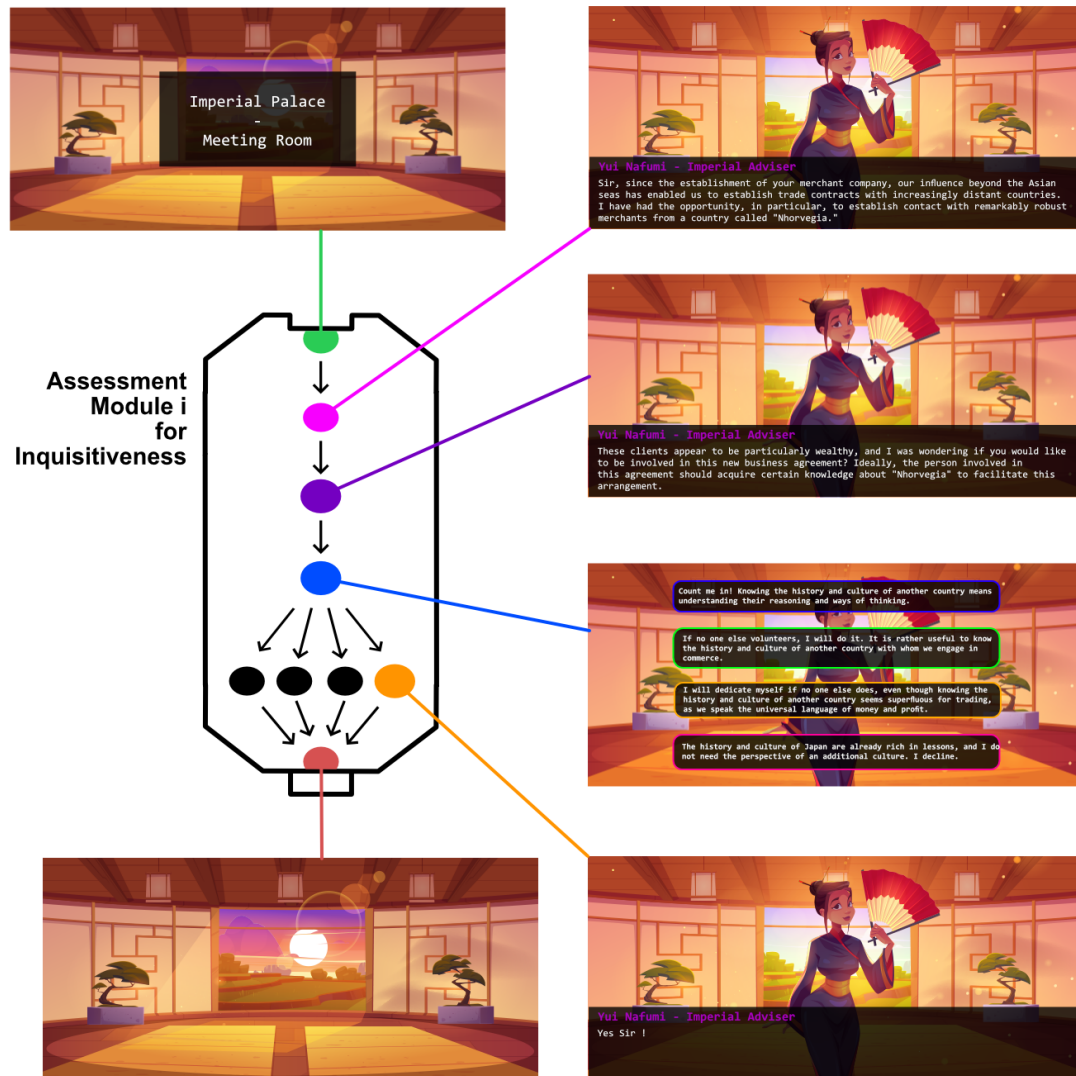 Imperial Palace
-
Meeting Room
Yui Nafumi - Imperial Adviser
Sir, since the establishment of your merchant company, our influence beyond the Asian
seas has enabled us to establish trade contracts with increasingly distant countries.
I have had the opportunity, in particular, to establish contact with remarkably robust
merchants from a country called "Nhorvegia."
Assessment
Module i
for
Inquisitiveness
Yui Nafumi - Imperial Adviser
These clients appear to be particularly wealthy, and I was wondering if you would like
to be involved in this new business agreement? Ideally, the person involved in
this agreement should acquire certain knowledge about "Nhorvegia" to facilitate this
arrangement.
Count me in! Knowing the history and culture of another country means
understanding their reasoning and ways of thinking.
If no one else volunteers, I will do it. It is rather useful to know
the history and culture of another country with whom we engage in
commerce.
I will dedicate myself if no one else does, even though knowing the
history and culture of another country seems superfluous for trading,
as we speak the universal language of money and profit.
The history and culture of Japan are already rich in lessons, and I do
not need the perspective of an additional culture. I decline.
Yui Nafumi - Imperial Adviser
Yes Sir !